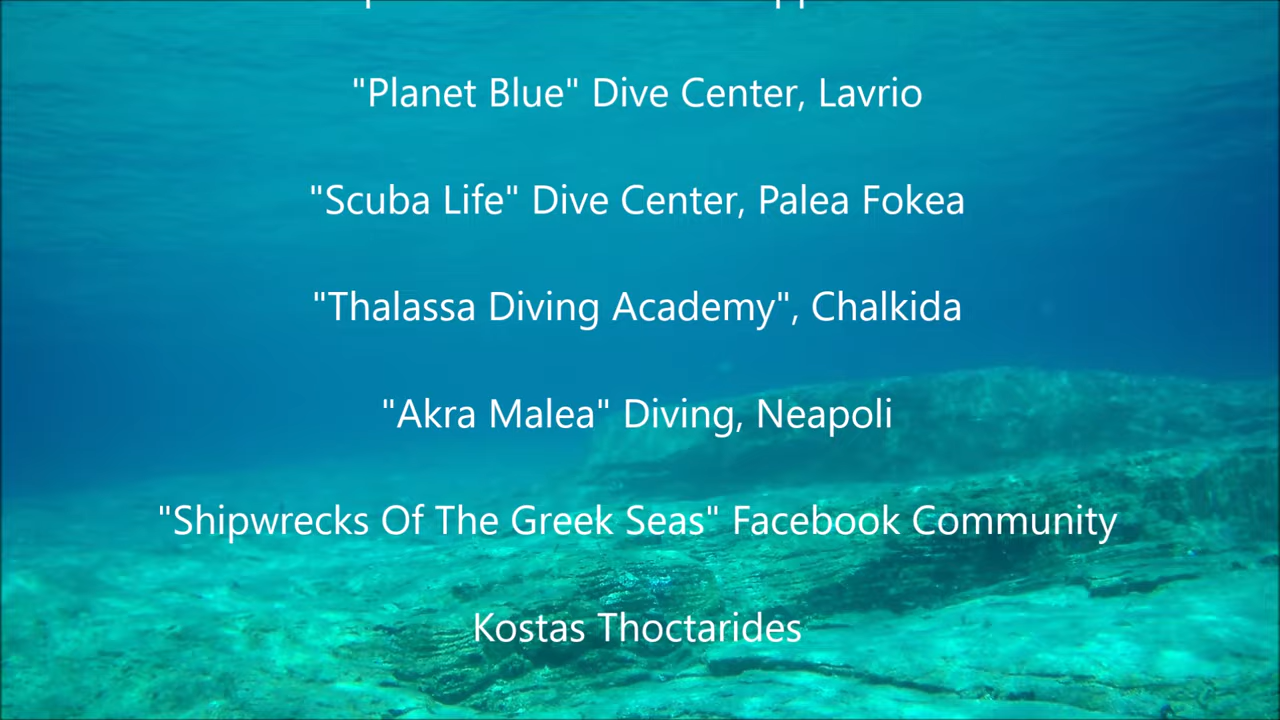 "Planet Blue" Dive Center, Lavrio
"Scuba Life" Dive Center, Palea Fokea
"Thalassa Diving Academy", Chalkida
"Akra Malea" Diving, Neapoli
"Shipwrecks Of The Greek Seas" Facebook Community
Kostas Thoctarides